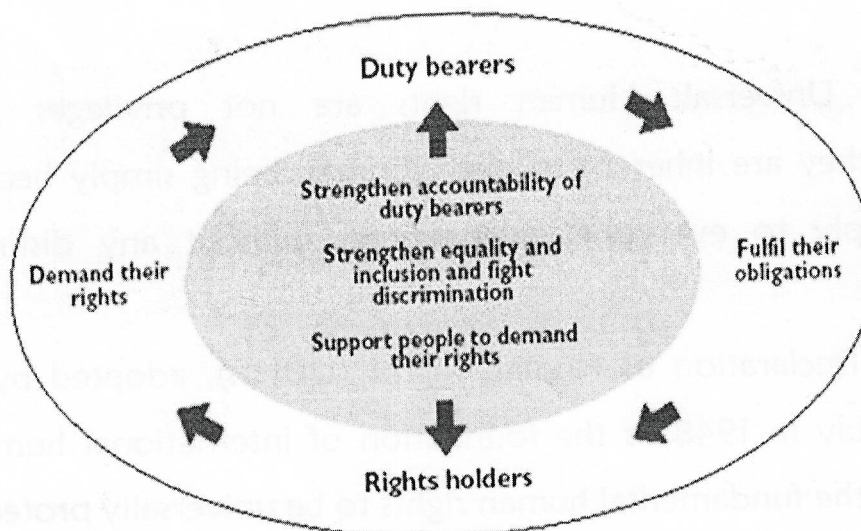 Duty bearers
Strengthen accountability of
duty bearers
Demand their
rights
Strengthen equality and
inclusion and fight
discrimination
Fulfil their
obligations
Support people to demand
their rights
Rights holders